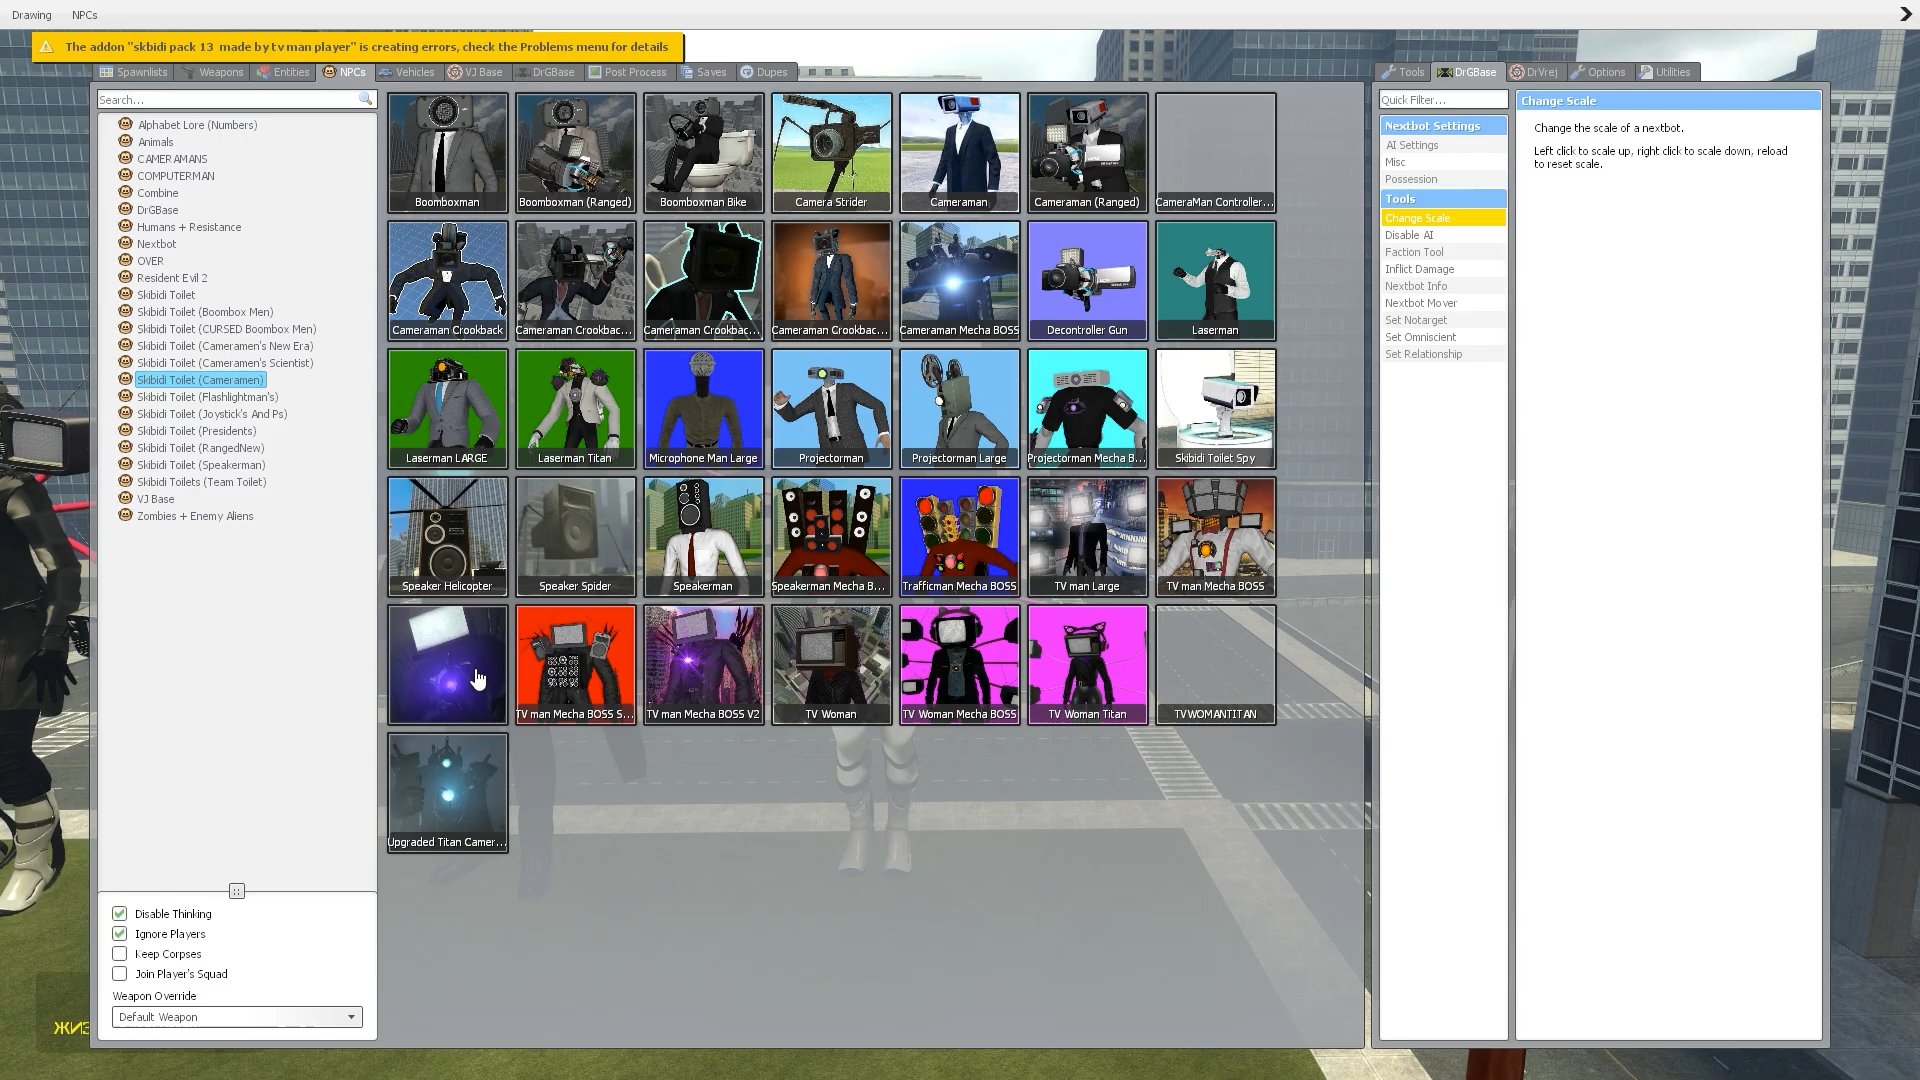 Drawing NPCs
The addon "skbidi pack 13 made by tv man player" is creating errors, check the Problems menu for details
Spawnlists Weapons Entities NPCs Vehicles VJ Base DrGBase Post Process Saves Dupes
Tools DrGBase DrVrej Options Utilities
Search...
Alphabet Lore (Numbers)
Animals
CAMERAMANS
COMPUTERMAN
Combine
DrGBase
Humans + Resistance
Nextbot
OVER
Resident Evil 2
Skibidi Toilet
Skibidi Toilet (Boombox Men)
Skibidi Toilet (CURSED Boombox Men)
Skibidi Toilet (Cameramen's New Era)
Skibidi Toilet (Cameramen's Scientist)
Skibidi Toilet (Cameramen)
Skibidi Toilet (Flashlightman's)
Skibidi Toilet (Joystick's And Ps)
Skibidi Toilet (Presidents)
Skibidi Toilet (RangedNew)
Skibidi Toilet (Speakerman)
Skibidi Toilets (Team Toilet)
VJ Base
Zombies + Enemy Aliens
Disable Thinking
Ignore Players
Keep Corpses
Join Player's Squad
Weapon Override
Default Weapon
ЖИЗ
Boomboxman
Boomboxman (Ranged)
Boomboxman Bike
Camera Strider
Cameraman
Cameraman (Ranged)
CameraMan Controller...
Cameraman Crookback
Cameraman Crookbac...
Cameraman Crookbac...
Cameraman Crookbac...
Cameraman Mecha BOSS
Decontroller Gun
Laserman
Laserman LARGE
Laserman Titan
Microphone Man Large
Projectorman
Projectorman Large
Projectorman Mecha B...
Skibidi Toilet Spy
Speaker Helicopter
Speaker Spider
Speakerman
Speakerman Mecha B...
Trafficman Mecha BOSS
TV man Large
TV man Mecha BOSS
TV man Mecha BOSS S...
TV man Mecha BOSS V2
TV Woman
TV Woman Mecha BOSS
TV Woman Titan
TVWOMANTITAN
Upgraded Titan Camer...
Quick Filter...
Nextbot Settings
AI Settings
Misc
Possession
Tools
Change Scale
Disable AI
Faction Tool
Inflict Damage
Nextbot Info
Nextbot Mover
Set Notarget
Set Omniscient
Set Relationship
Change Scale
Change the scale of a nextbot.
Left click to scale up, right click to scale down, reload
to reset scale.